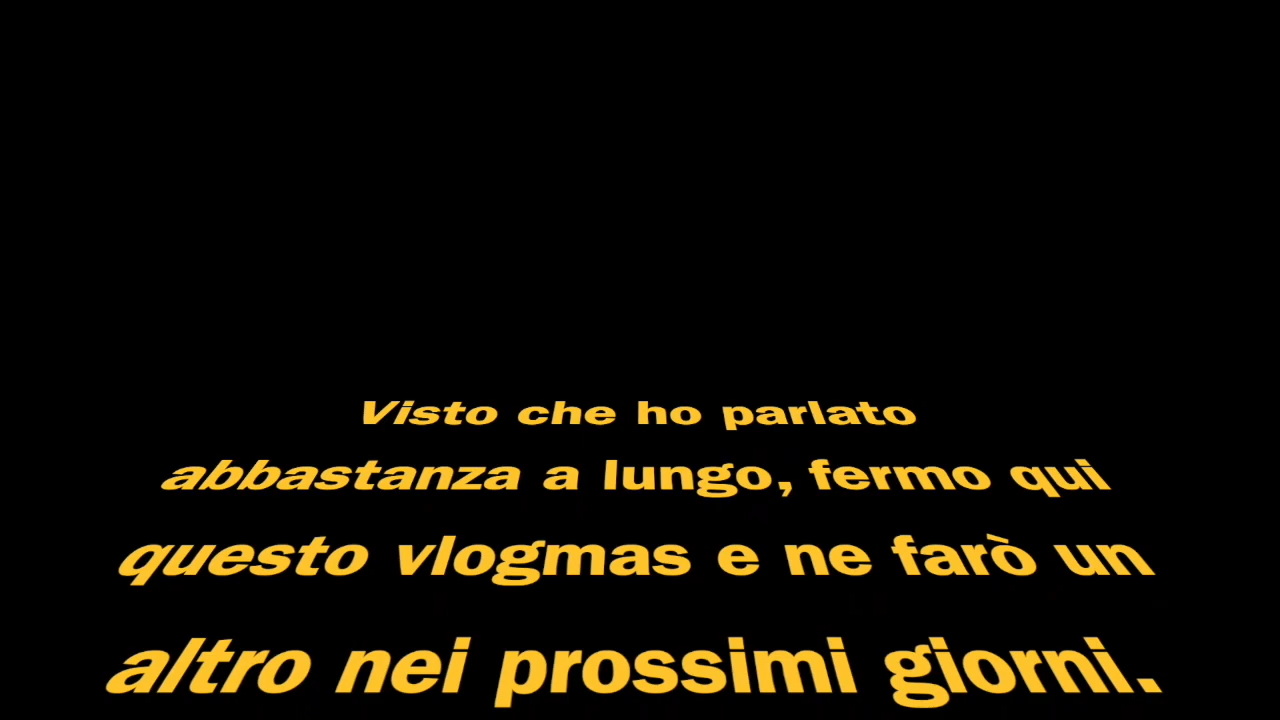 Visto che ho parlato
abbastanza a lungo, fermo qui
questo vlogmas e ne farò un
altro nei prossimi giorni.